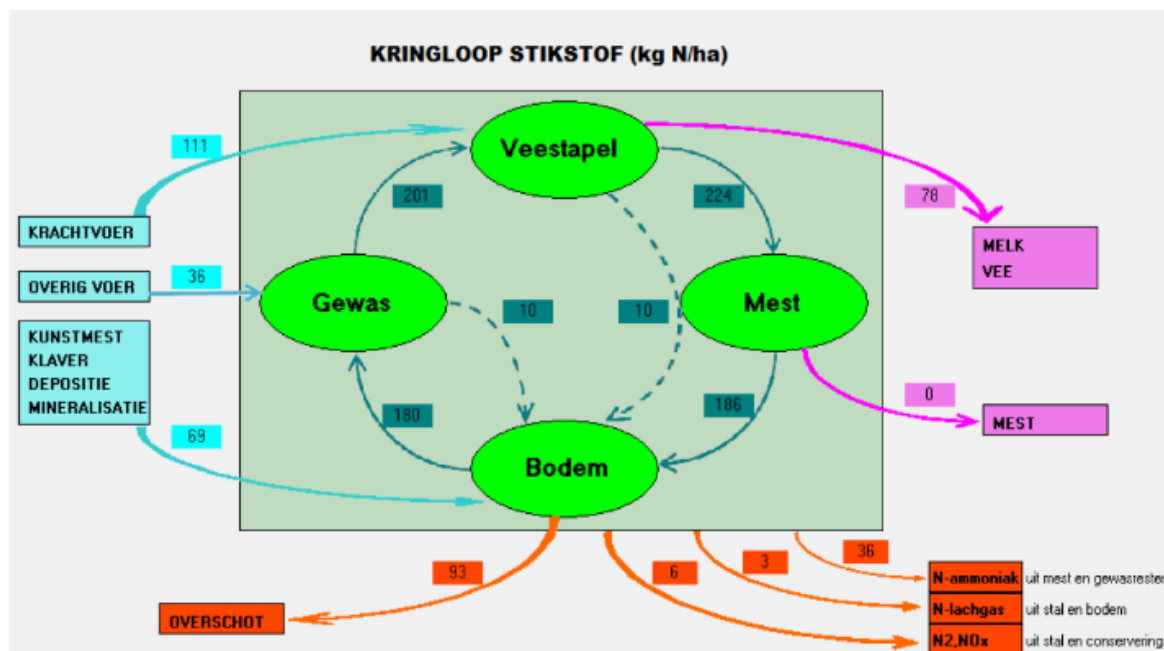 KRINGLOOP STIKSTOF (kg N/ha)
111
Veestapel
201
224
78
KRACHTVOER
MELK
VEE
OVERIG VOER
36
Gewas
10
10
Mest
KUNSTMEST
KLAVER
DEPOSITIE
MINERALISATIE
69
180
186
0
MEST
Bodem
93
6
3
36
OVERSCHOT
N-ammoniak uit mest en gewasrester
N-lachgas uit stal en bodem
N2,NOx uit stal en conservering